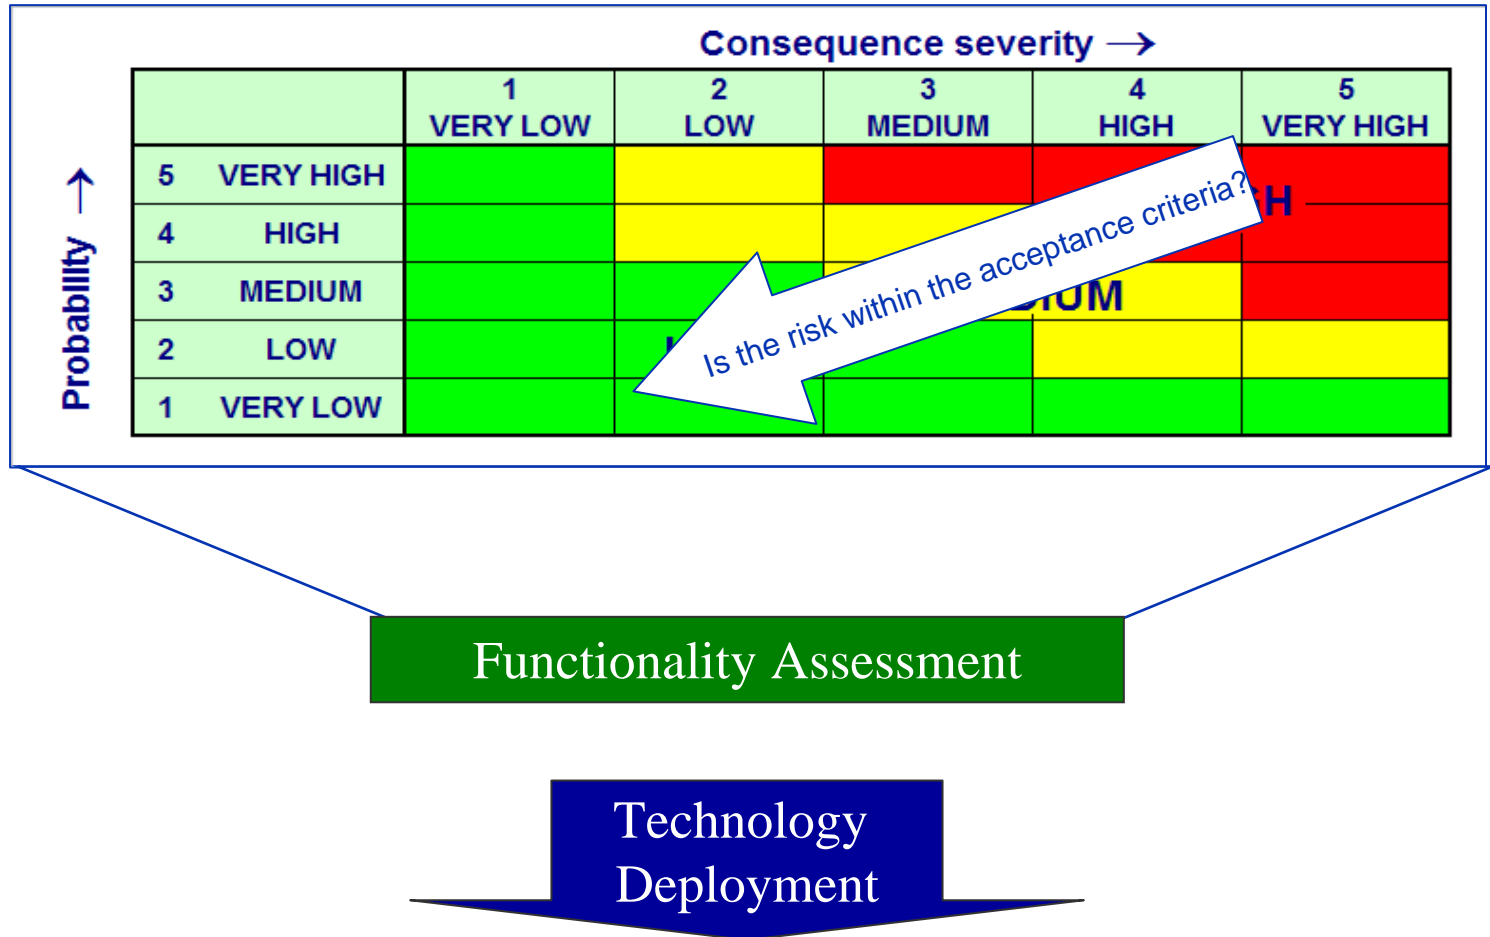 Consequence severity →
1 2 3 4 5
VERY LOW LOW MEDIUM HIGH VERY HIGH
Probability →
5 VERY HIGH
4 HIGH
3 MEDIUM
2 LOW
1 VERY LOW
Is the risk within the acceptance criteria?
Functionality Assessment
Technology
Deployment